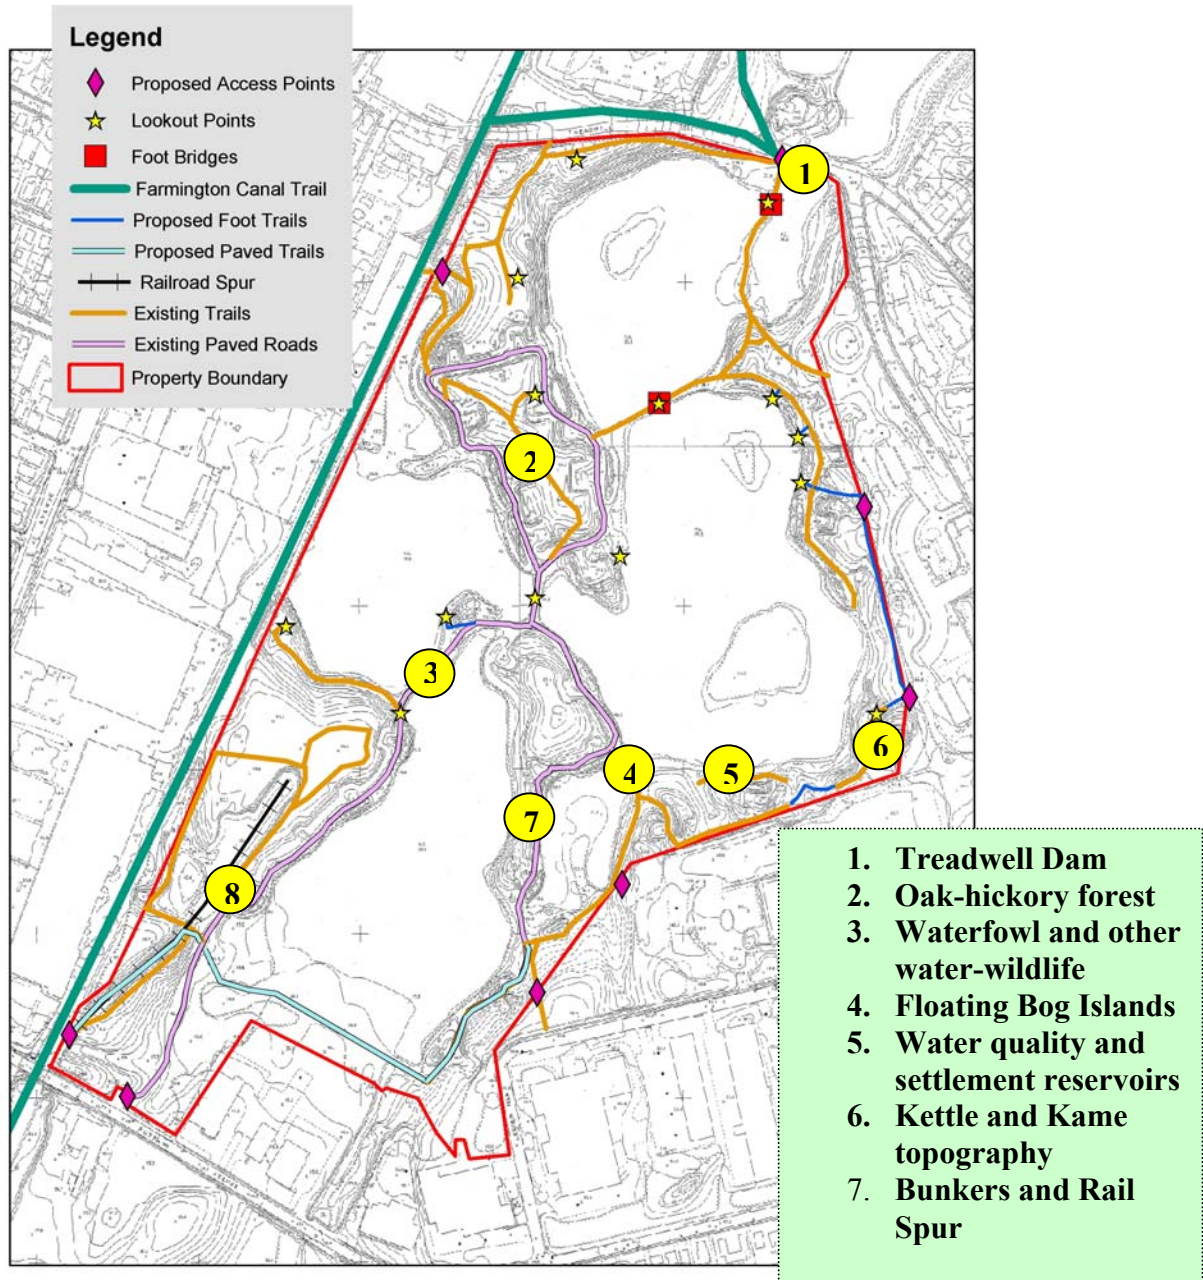 Legend
Proposed Access Points
Lookout Points
Foot Bridges
Farmington Canal Trail
Proposed Foot Trails
Proposed Paved Trails
Railroad Spur
Existing Trails
Existing Paved Roads
Property Boundary
1
2
3
4
5
6
7
8
1. Treadwell Dam
2. Oak-hickory forest
3. Waterfowl and other
water-wildlife
4. Floating Bog Islands
5. Water quality and
settlement reservoirs
6. Kettle and Kame
topography
7. Bunkers and Rail
Spur